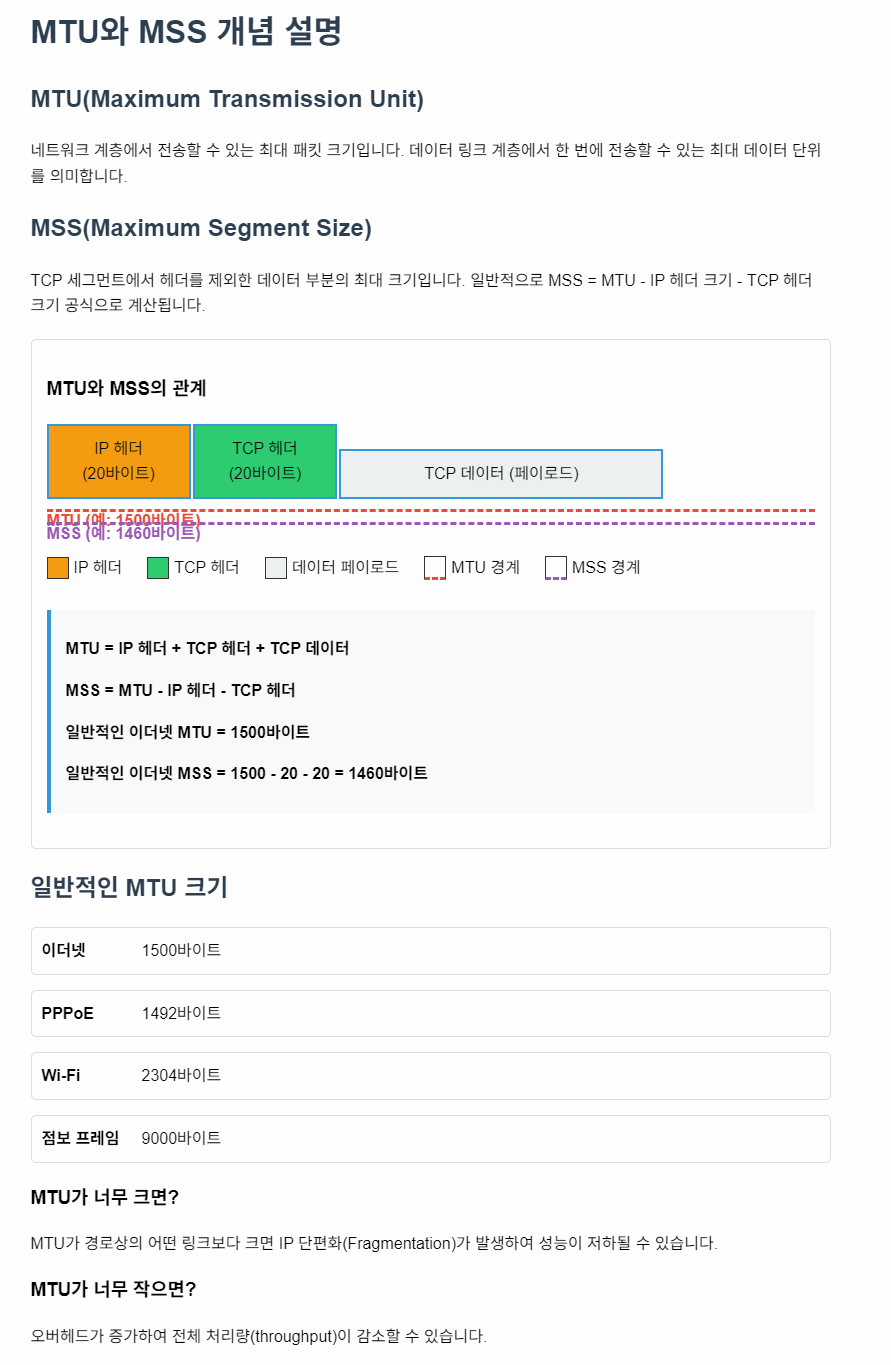 MTU와 MSS 개념 설명
MTU(Maximum Transmission Unit)
네트워크 계층에서 전송할 수 있는 최대 패킷 크기입니다. 데이터 링크 계층에서 한 번에 전송할 수 있는 최대 데이터 단위
를 의미합니다.
MSS(Maximum Segment Size)
TCP 세그먼트에서 헤더를 제외한 데이터 부분의 최대 크기입니다. 일반적으로 MSS = MTU - IP 헤더 크기 - TCP 헤더
크기 공식으로 계산됩니다.
MTU와 MSS의 관계
IP 헤더
(20바이트)
TCP 헤더
(20바이트)
TCP 데이터 (페이로드)
MTU (예: 1500바이트)
MSS (예: 1460바이트)
IP 헤더 TCP 헤더 데이터 페이로드 MTU 경계 MSS 경계
MTU = IP 헤더 + TCP 헤더 + TCP 데이터
MSS = MTU - IP 헤더 - TCP 헤더
일반적인 이더넷 MTU = 1500바이트
일반적인 이더넷 MSS = 1500 - 20 - 20 = 1460바이트
일반적인 MTU 크기
이더넷 1500바이트
PPPoE 1492바이트
Wi-Fi 2304바이트
점보 프레임 9000바이트
MTU가 너무 크면?
MTU가 경로상의 어떤 링크보다 크면 IP 단편화(Fragmentation)가 발생하여 성능이 저하될 수 있습니다.
MTU가 너무 작으면?
오버헤드가 증가하여 전체 처리량(throughput)이 감소할 수 있습니다.